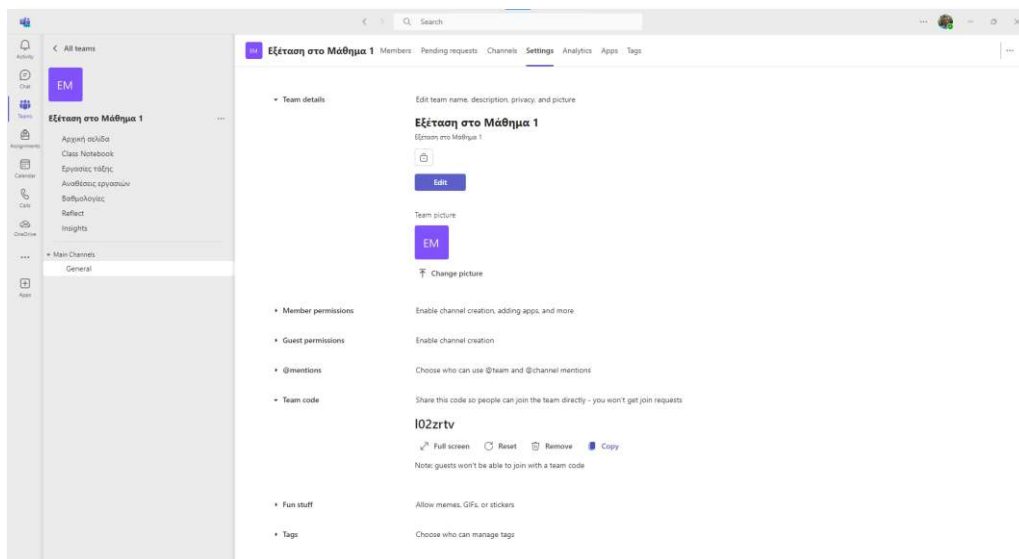 Search
Activity
Chat
Teams
Assignments
Calendar
Calls
OneDrive
Apps
All teams
EM
Εξέταση στο Μάθημα 1
Αρχική σελίδα
Class Notebook
Εργασίες τάξης
Αναθέσεις εργασιών
Βαθμολογίες
Reflect
Insights
Main Channels
General
EM Εξέταση στο Μάθημα 1 Members Pending requests Channels Settings Analytics Apps Tags
Team details Edit team name, description, privacy, and picture
Εξέταση στο Μάθημα 1
Εξέταση στο Μάθημα 1
Edit
Team picture
EM
Change picture
Member permissions Enable channel creation, adding apps, and more
Guest permissions Enable channel creation
@mentions Choose who can use @team and @channel mentions
Team code Share this code so people can join the team directly - you won't get join requests
l02zrtv
Full screen Reset Remove Copy
Note: guests won't be able to join with a team code
Fun stuff Allow memes, GIFs, or stickers
Tags Choose who can manage tags